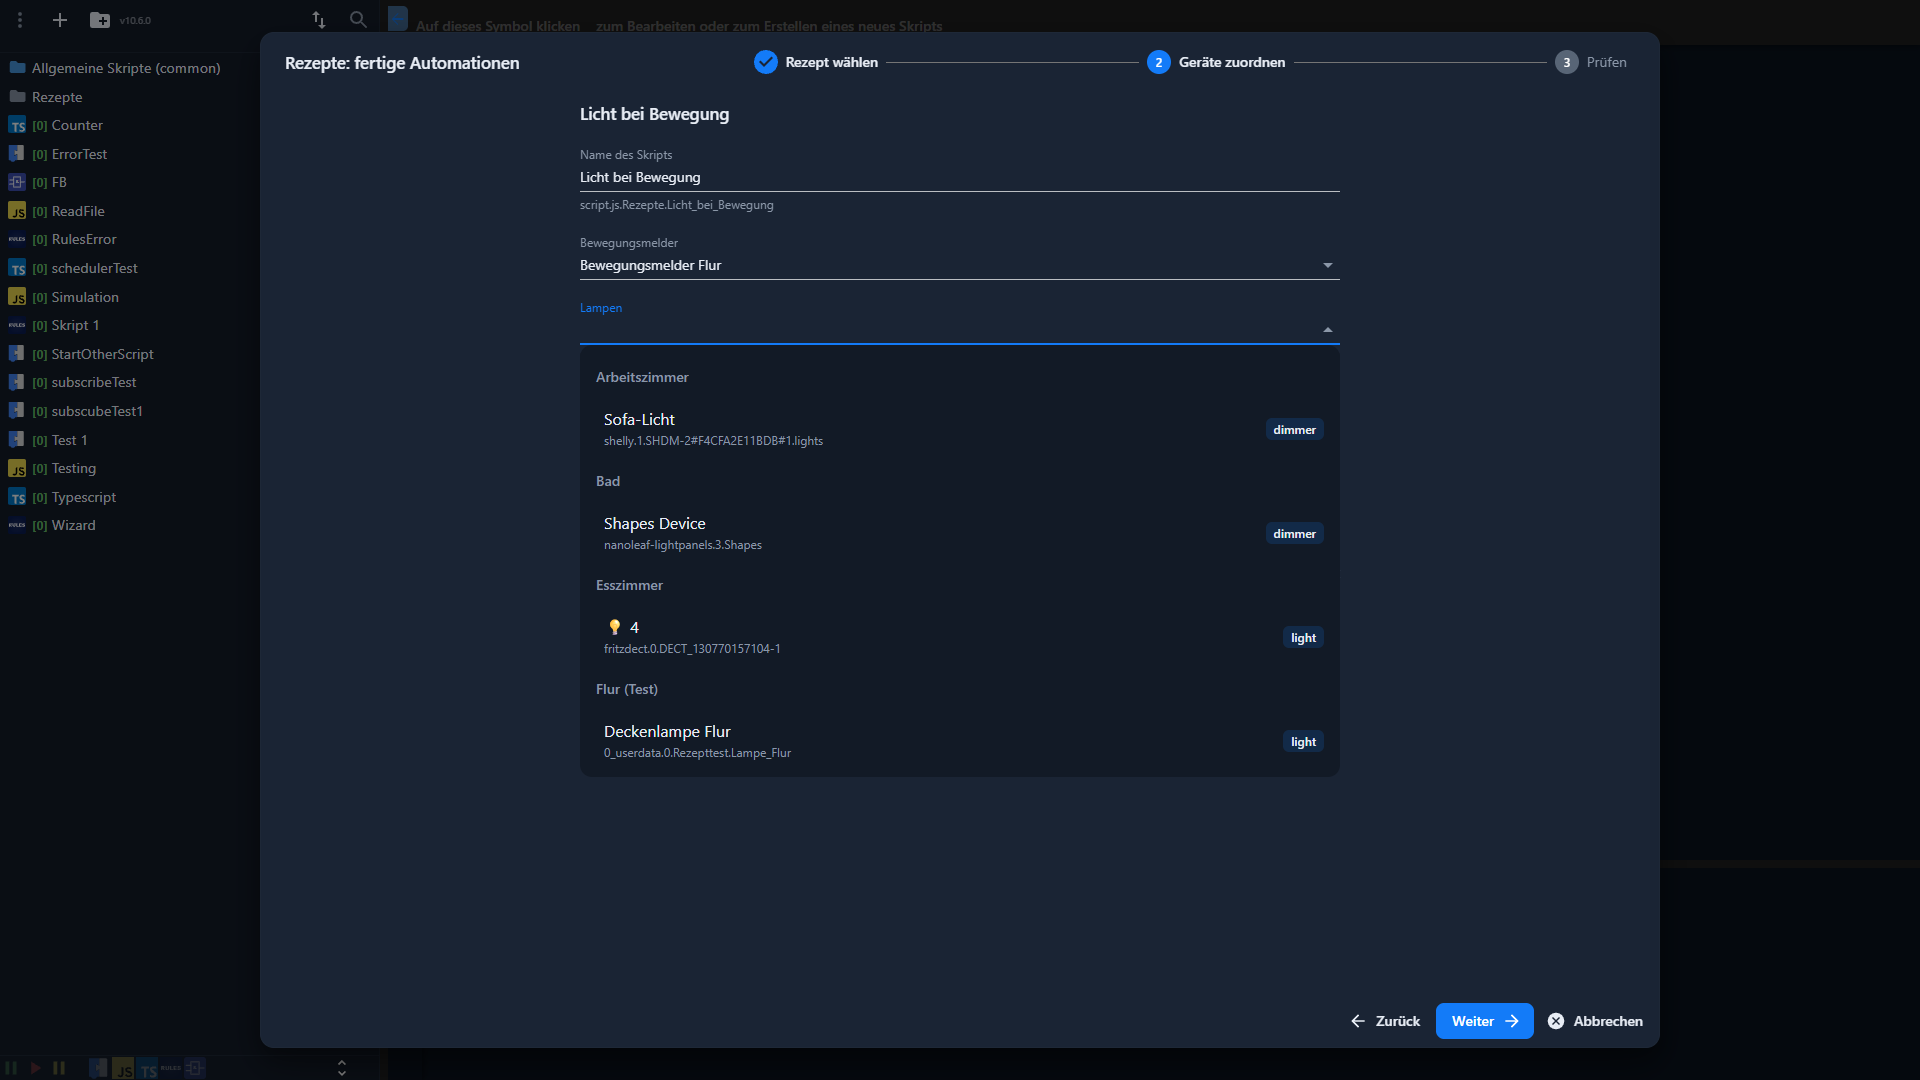 v10.6.0
Auf dieses Symbol klicken zum Bearbeiten oder zum Erstellen eines neues Skripts
Allgemeine Skripte (common)
Rezepte
TS [0] Counter
[0] ErrorTest
[0] FB
JS [0] ReadFile
RULES [0] RulesError
TS [0] schedulerTest
JS [0] Simulation
RULES [0] Skript 1
[0] StartOtherScript
[0] subscribeTest
[0] subscubeTest1
[0] Test 1
JS [0] Testing
TS [0] Typescript
RULES [0] Wizard
JS TS RULES
Rezepte: fertige Automationen
Rezept wählen
2 Geräte zuordnen
3 Prüfen
Licht bei Bewegung
Name des Skripts
Licht bei Bewegung
script.js.Rezepte.Licht_bei_Bewegung
Bewegungsmelder
Bewegungsmelder Flur
Lampen
Arbeitszimmer
Sofa-Licht
shelly.1.SHDM-2#F4CFA2E11BDB#1.lights
dimmer
Bad
Shapes Device
nanoleaf-lightpanels.3.Shapes
dimmer
Esszimmer
4
fritzdect.0.DECT_130770157104-1
light
Flur (Test)
Deckenlampe Flur
0_userdata.0.Rezepttest.Lampe_Flur
light
Zurück
Weiter
Abbrechen